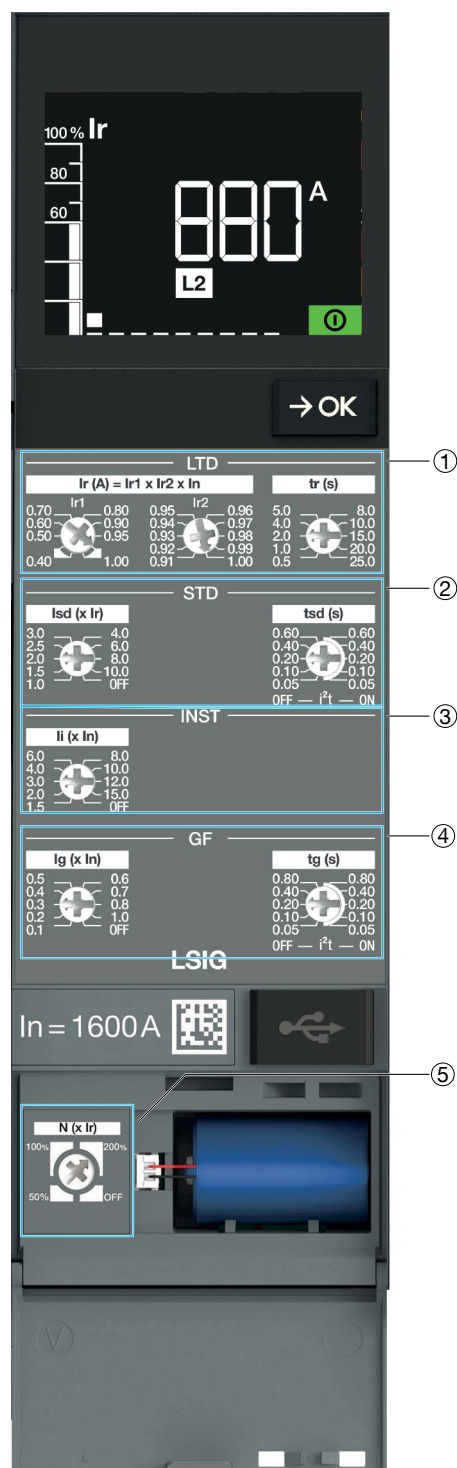 100 % Ir
80
60
880 A
L2
→ OK
LTD
①
Ir (A) = Ir1 x Ir2 x In
tr (s)
Ir1
Ir2
0.70 0.80 0.95 0.96 5.0 8.0
0.60 0.90 0.94 0.97 4.0 10.0
0.50 0.95 0.93 0.98 2.0 15.0
0.92 0.99 1.0 20.0
0.40 1.00 0.91 1.00 0.5 25.0
STD
②
Isd (x Ir)
tsd (s)
3.0 4.0 0.60 0.60
2.5 6.0 0.40 0.40
2.0 8.0 0.20 0.20
1.5 10.0 0.10 0.10
1.0 OFF 0.05 0.05
OFF — i²t — ON
INST
③
Ii (x In)
6.0 8.0
4.0 10.0
3.0 12.0
2.0 15.0
1.5 OFF
GF
④
Ig (x In)
tg (s)
0.5 0.6 0.80 0.80
0.4 0.7 0.40 0.40
0.3 0.8 0.20 0.20
0.2 1.0 0.10 0.10
0.1 OFF 0.05 0.05
OFF — i²t — ON
LSIG
In = 1600 A
⑤
N (x Ir)
100% 200%
50% OFF